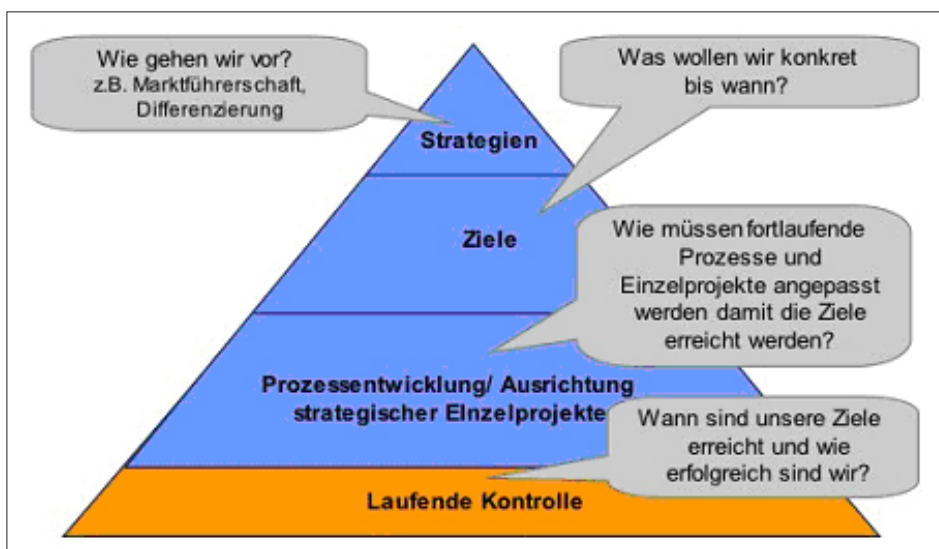 Wie gehen wir vor?
z.B. Marktführerschaft,
Differenzierung
Was wollen wir konkret
bis wann?
Strategien
Ziele
Wie müssen fortlaufende
Prozesse und
Einzelprojekte angepasst
werden damit die Ziele
erreicht werden?
Prozessentwicklung/ Ausrichtung
strategischer EInzelprojekte
Wann sind unsere Ziele
erreicht und wie
erfolgreich sind wir?
Laufende Kontrolle